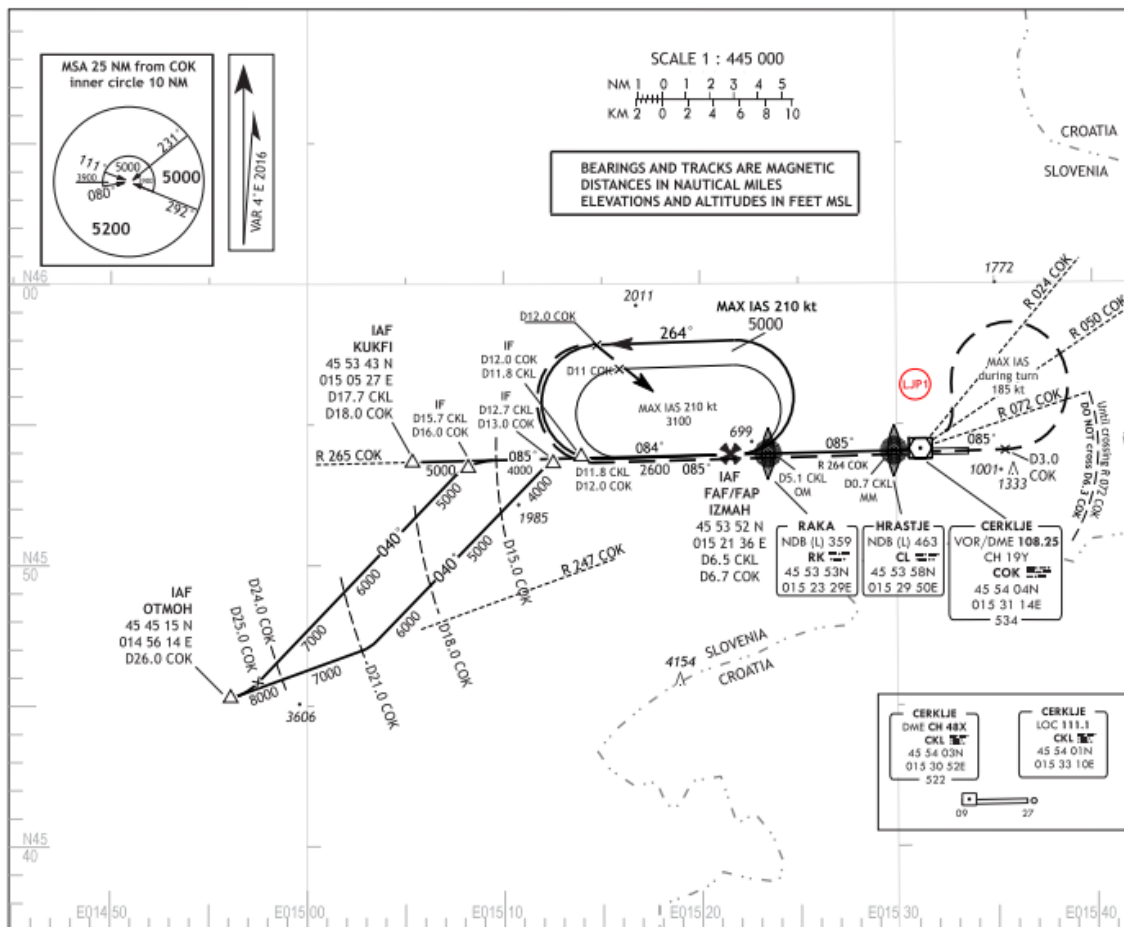 MSA 25 NM from COK
inner circle 10 NM
231°
111°
5000
3900
5000
080°
292°
5200
VAR 4°E 2016
SCALE 1 : 445 000
NM 1 0 1 2 3 4 5
KM 2 0 2 4 6 8 10
BEARINGS AND TRACKS ARE MAGNETIC
DISTANCES IN NAUTICAL MILES
ELEVATIONS AND ALTITUDES IN FEET MSL
CROATIA
SLOVENIA
N46
00
1772
R 024 COK
R 050 COK
2011
MAX IAS 210 kt
5000
D12.0 COK
264°
IAF
KUKFI
45 53 43 N
015 05 27 E
D17.7 CKL
D18.0 COK
IF
D12.0 COK
D11.8 CKL
D11 COK
MAX IAS 210 kt
3100
MAX IAS
during turn
185 kt
LJP1
R 072 COK
Until crossing R 072 COK
DO NOT cross D6.3 COK
IF
D15.7 CKL
D16.0 COK
IF
D12.7 CKL
D13.0 COK
699
R 265 COK
5000
085°
4000
084°
2600
085°
085°
085°
R 264 COK
D11.8 CKL
D12.0 COK
D5.1 CKL
OM
D0.7 CKL
MM
1001
1333
D3.0
COK
5000
4000
1985
IAF
FAF/FAP
IZMAH
45 53 52 N
015 21 36 E
D6.5 CKL
D6.7 COK
RAKA
NDB (L) 359
RK
45 53 53N
015 23 29E
HRASTJE
NDB (L) 463
CL
45 53 58N
015 29 50E
CERKLJE
VOR/DME 108.25
CH 19Y
COK
45 54 04N
015 31 14E
534
N45
50
040°
5000
D15.0 COK
R 247 COK
6000
040°
6000
D18.0 COK
IAF
OTMOH
45 45 15 N
014 56 14 E
D26.0 COK
D24.0 COK
D25.0 COK
7000
7000
8000
D21.0 COK
3606
SLOVENIA
CROATIA
4154
CERKLJE
DME CH 48X
CKL
45 54 03N
015 30 52E
522
CERKLJE
LOC 111.1
CKL
45 54 01N
015 33 10E
09
27
N45
40
E014 50
E015 00
E015 10
E015 20
E015 30
E015 40